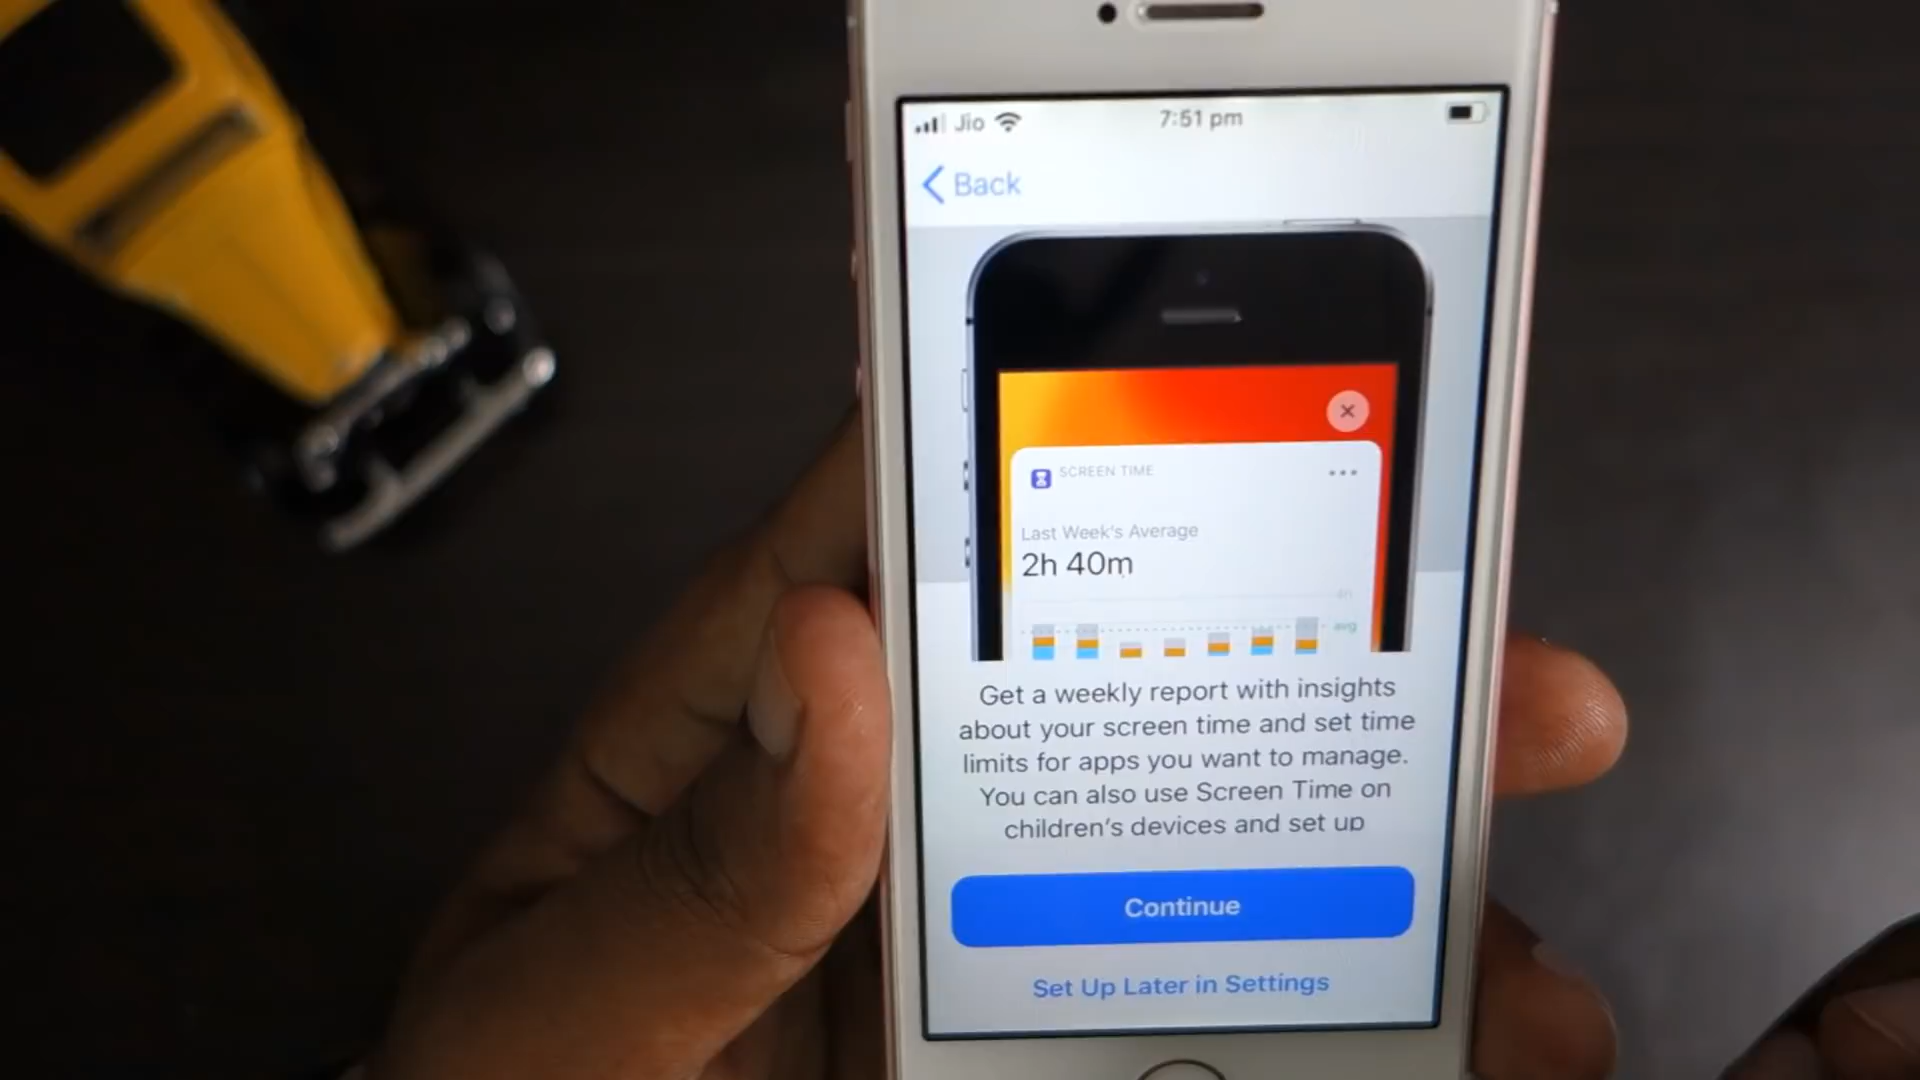 Jio 7:51 pm
Back
SCREEN TIME
Last Week's Average
2h 40m
avg
Get a weekly report with insights
about your screen time and set time
limits for apps you want to manage.
You can also use Screen Time on
children's devices and set up
Continue
Set Up Later in Settings